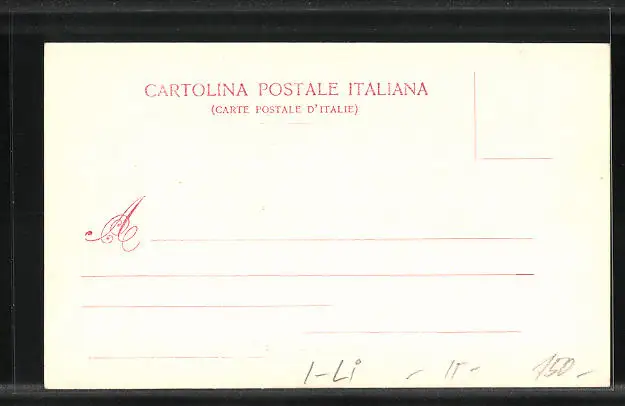 CARTOLINA POSTALE ITALIANA
(CARTE POSTALE D'ITALIE)
A
I-Li - IT - 150.-